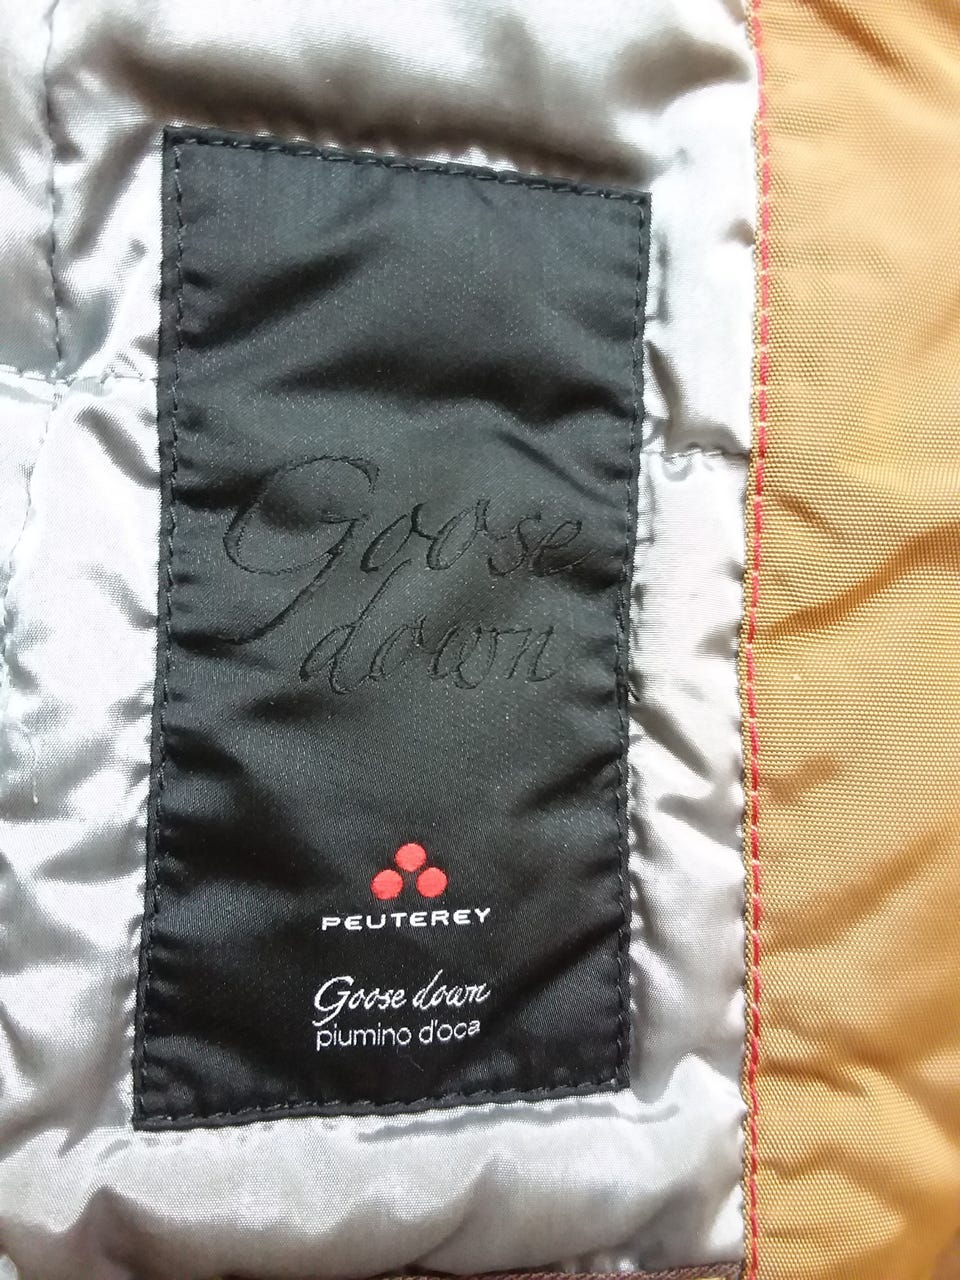 Goose
down
PEUTEREY
Goose down
piumino d'oca